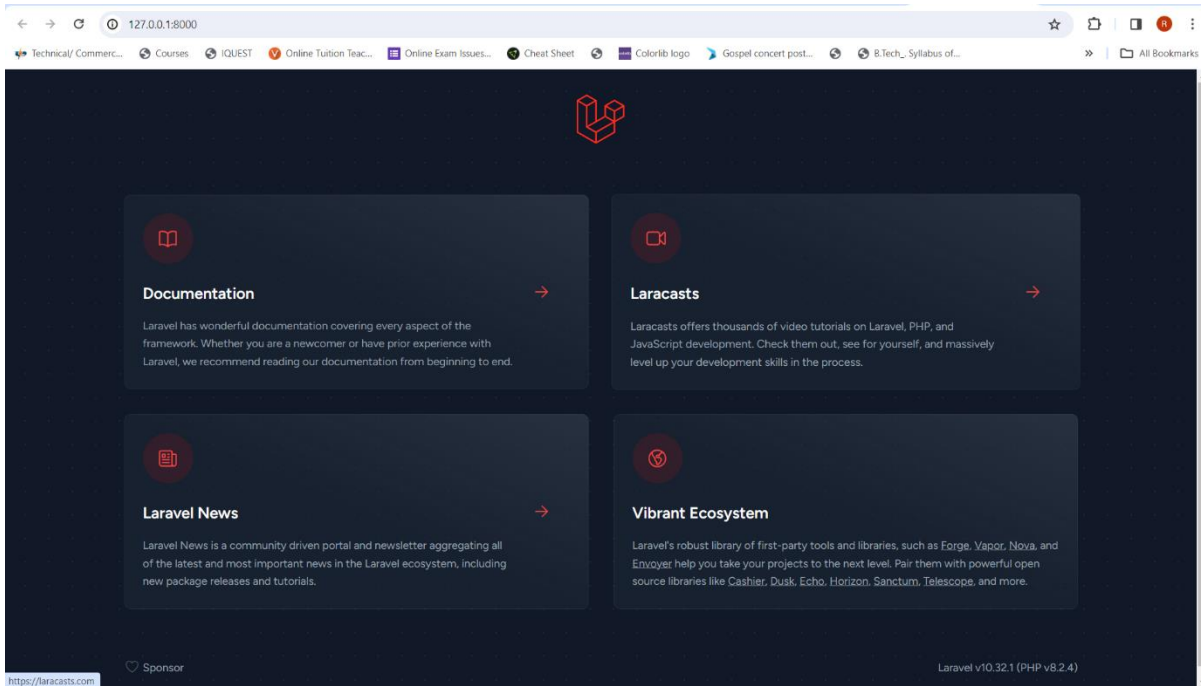 127.0.0.1:8000
R
Technical/ Commerc...
Courses
IQUEST
Online Tuition Teac...
Online Exam Issues...
Cheat Sheet
Colorlib logo
Gospel concert post...
B.Tech_. Syllabus of...
»
All Bookmarks
Documentation
Laravel has wonderful documentation covering every aspect of the
framework. Whether you are a newcomer or have prior experience with
Laravel, we recommend reading our documentation from beginning to end.
Laracasts
Laracasts offers thousands of video tutorials on Laravel, PHP, and
JavaScript development. Check them out, see for yourself, and massively
level up your development skills in the process.
Laravel News
Laravel News is a community driven portal and newsletter aggregating all
of the latest and most important news in the Laravel ecosystem, including
new package releases and tutorials.
Vibrant Ecosystem
Laravel's robust library of first-party tools and libraries, such as Forge, Vapor, Nova, and
Envoyer help you take your projects to the next level. Pair them with powerful open
source libraries like Cashier, Dusk, Echo, Horizon, Sanctum, Telescope, and more.
Sponsor
Laravel v10.32.1 (PHP v8.2.4)
https://laracasts.com